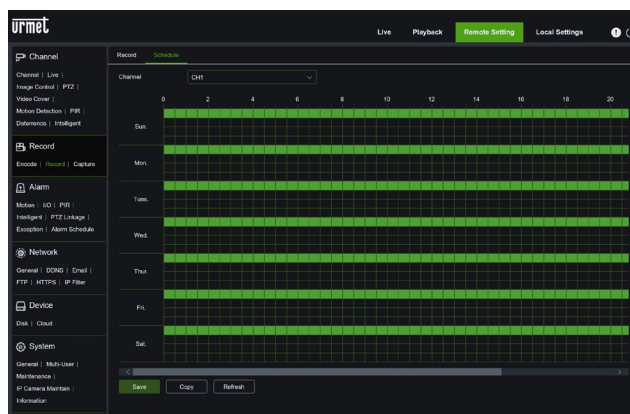 urmet
Live Playback Remote Setting Local Settings
Channel
Channel | Live |
Image Control | PTZ |
Video Cover |
Motion Detection | PIR |
Deterrence | Intelligent
Record
Encode | Record | Capture
Alarm
Motion | I/O | PIR |
Intelligent | PTZ Linkage |
Exception | Alarm Schedule
Network
General | DDNS | Email |
FTP | HTTPS | IP Filter
Device
Disk | Cloud
System
General | Multi-User |
Maintenance |
IP Camera Maintain |
Information
Record Schedule
Channel CH1
0 2 4 6 8 10 12 14 16 18 20
Sun.
Mon.
Tues.
Wed.
Thur.
Fri.
Sat.
Save Copy Refresh